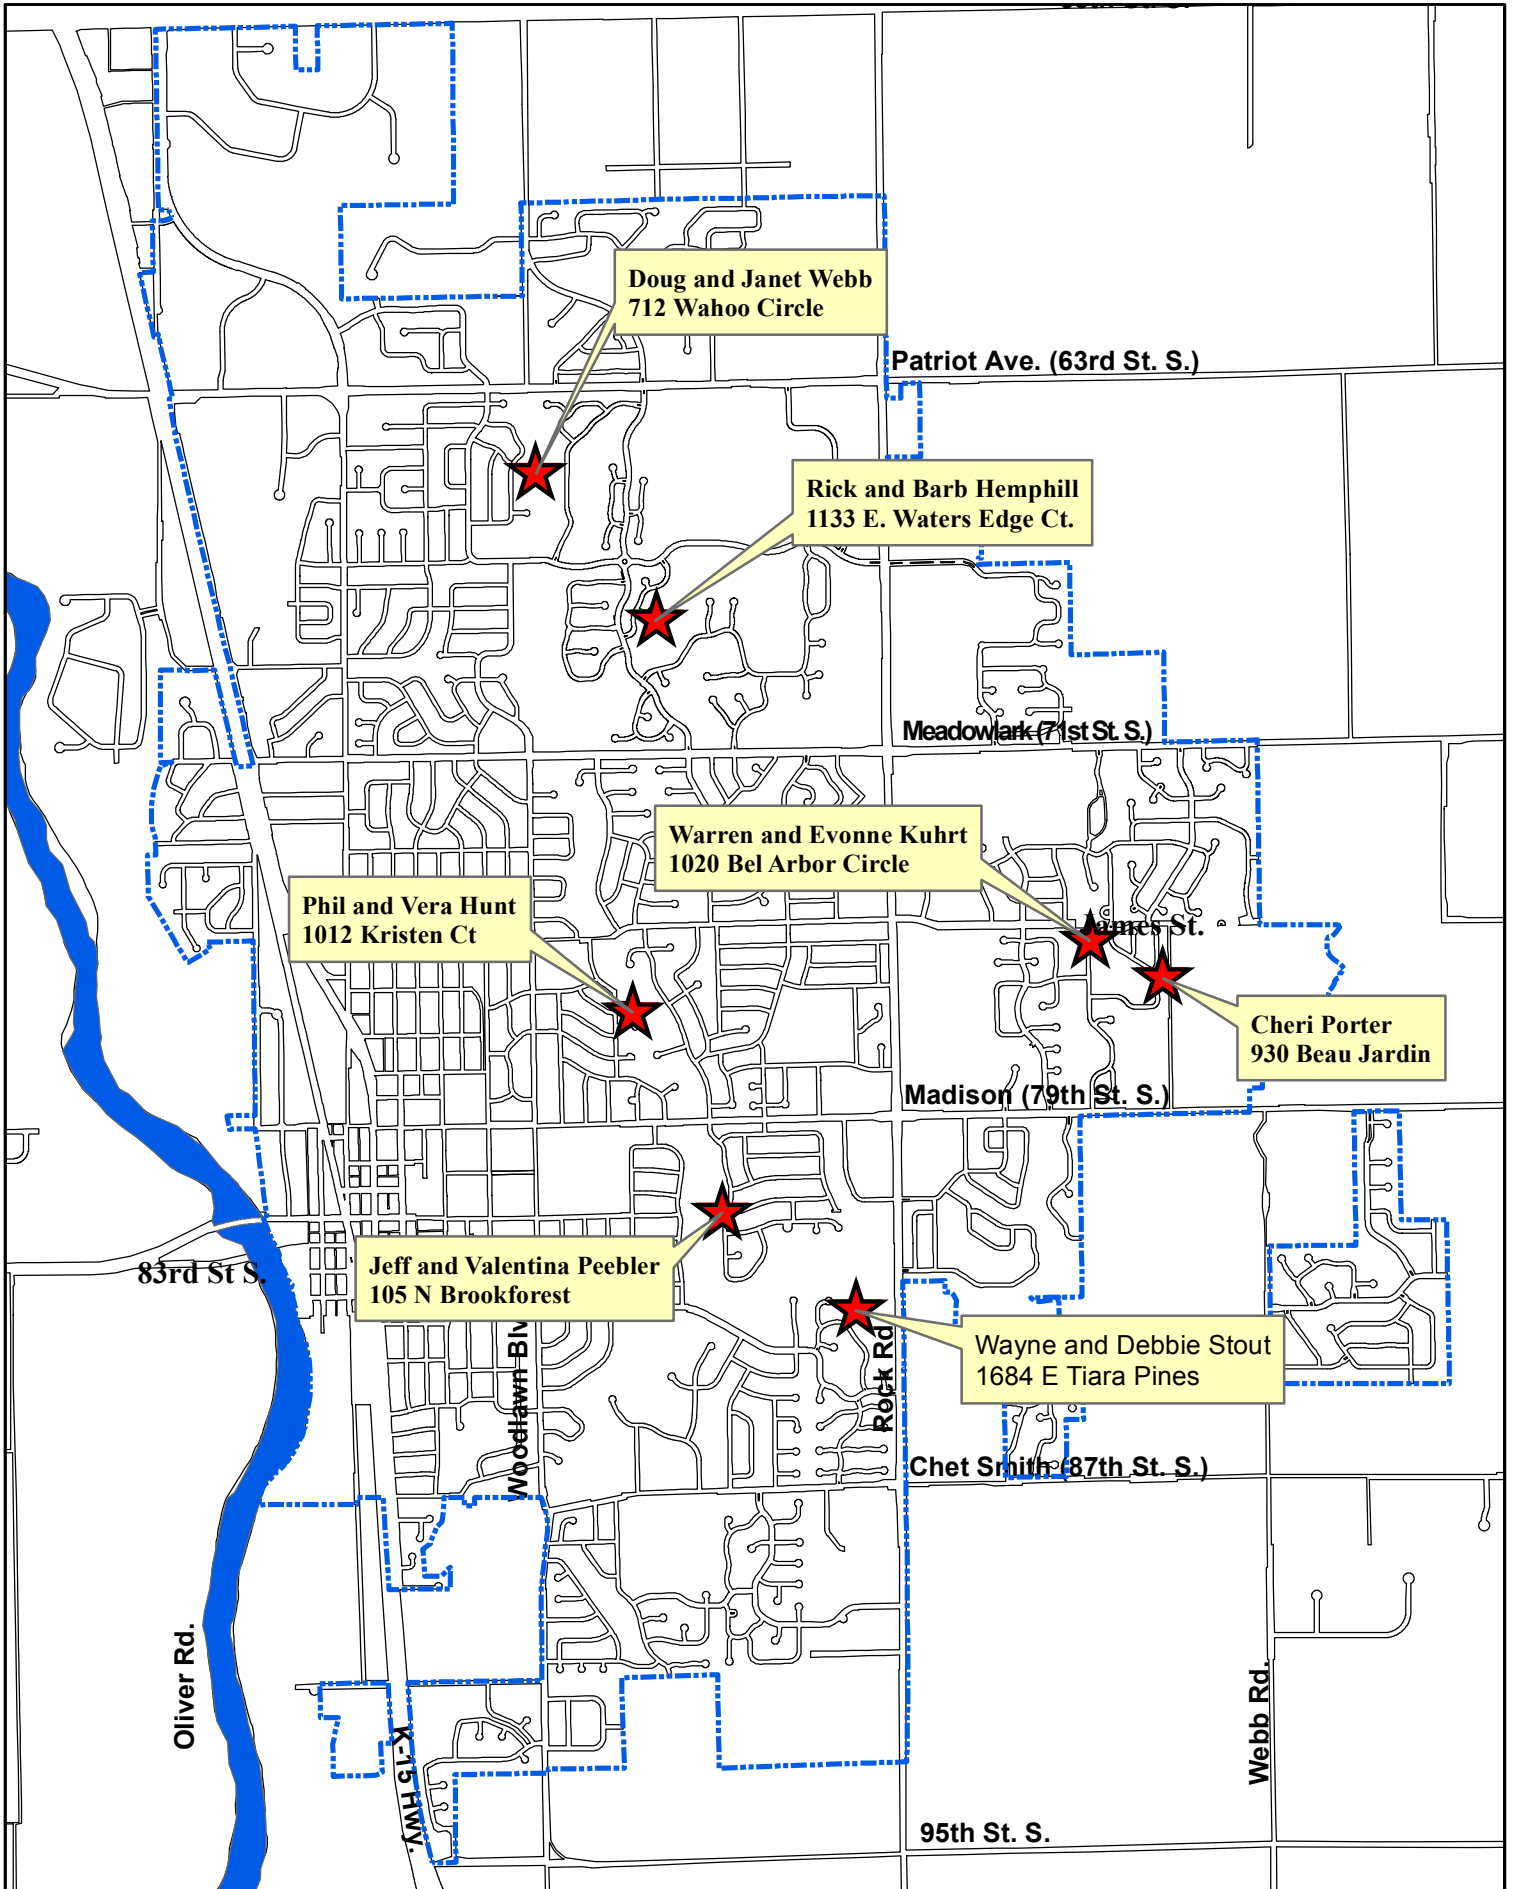 Doug and Janet Webb
712 Wahoo Circle
Patriot Ave. (63rd St. S.)
Rick and Barb Hemphill
1133 E. Waters Edge Ct.
Meadowlark (71st St. S.)
Warren and Evonne Kuhrt
1020 Bel Arbor Circle
Phil and Vera Hunt
1012 Kristen Ct
James St.
Cheri Porter
930 Beau Jardin
Madison (79th St. S.)
83rd St S.
Jeff and Valentina Peebler
105 N Brookforest
Wayne and Debbie Stout
1684 E Tiara Pines
Rock Rd
Woodlawn Blv
Chet Smith (87th St. S.)
Oliver Rd.
K-15 Hwy.
Webb Rd.
95th St. S.